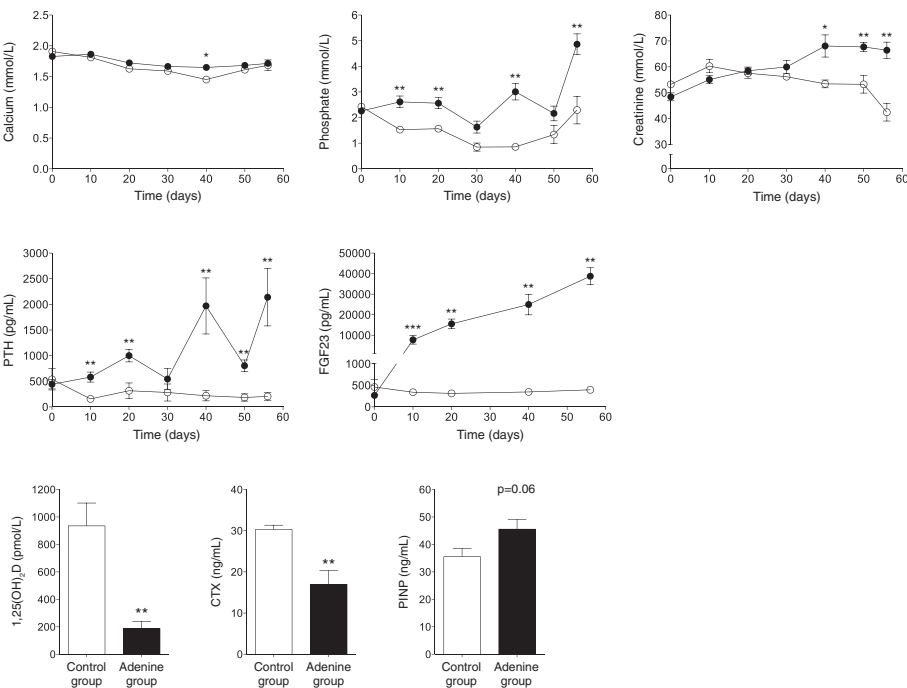 Calcium (mmol/L)
2.5
2.0
1.5
1.0
0.5
0.0
*
0 10 20 30 40 50 60
Time (days)
Phosphate (mmol/L)
6
5
4
3
2
1
0
** ** ** **
0 10 20 30 40 50 60
Time (days)
Creatinine (mmol/L)
80
70
60
50
40
30
0
* ** **
0 10 20 30 40 50 60
Time (days)
PTH (pg/mL)
3000
2500
2000
1500
1000
500
0
** ** ** ** **
0 10 20 30 40 50 60
Time (days)
FGF23 (pg/mL)
50000
40000
30000
20000
10000
1000
500
0
*** ** ** **
0 10 20 30 40 50 60
Time (days)
1,25(OH)2D (pmol/L)
1200
1000
800
600
400
200
0
**
Control Adenine
group group
CTX (ng/mL)
40
30
20
10
0
**
Control Adenine
group group
PINP (ng/mL)
60
50
40
30
20
10
0
p=0.06
Control Adenine
group group